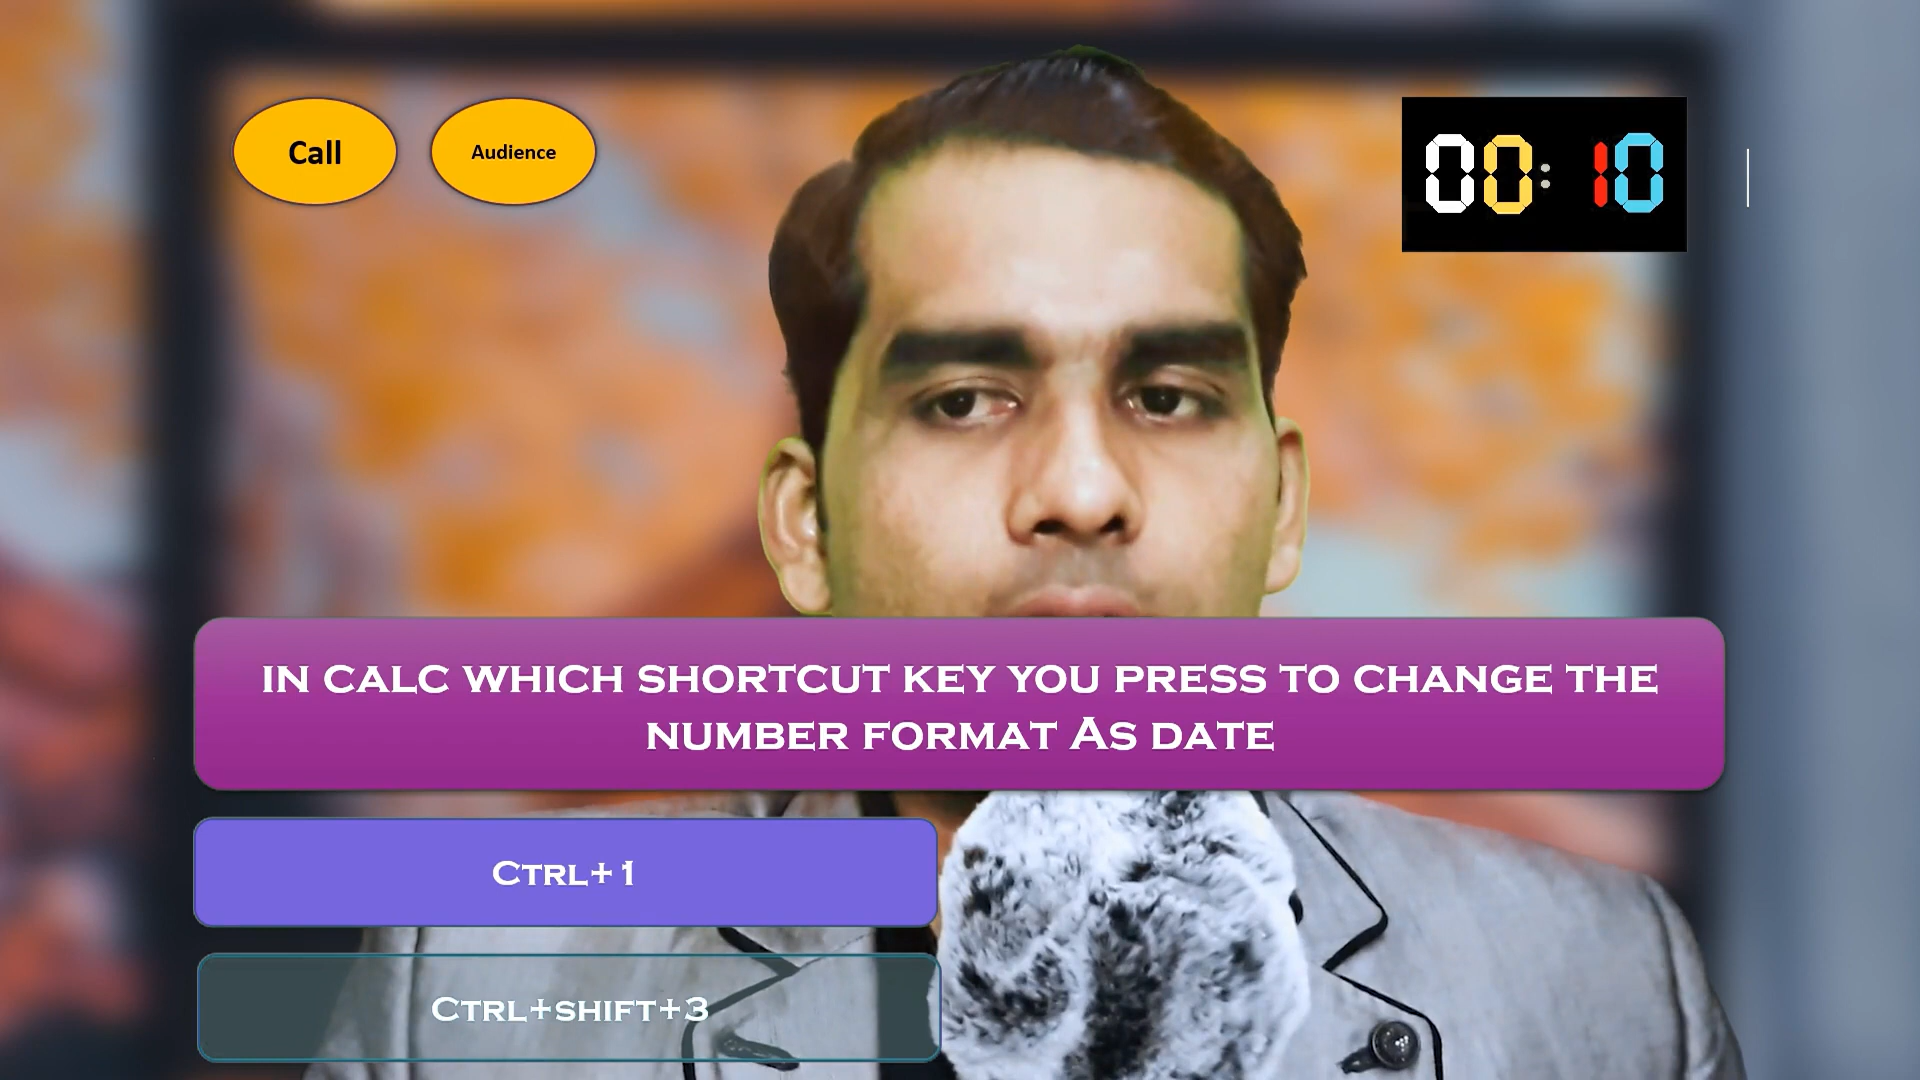 Call
Audience
00:10
IN CALC WHICH SHORTCUT KEY YOU PRESS TO CHANGE THE
NUMBER FORMAT AS DATE
CTRL+1
CTRL+SHIFT+3